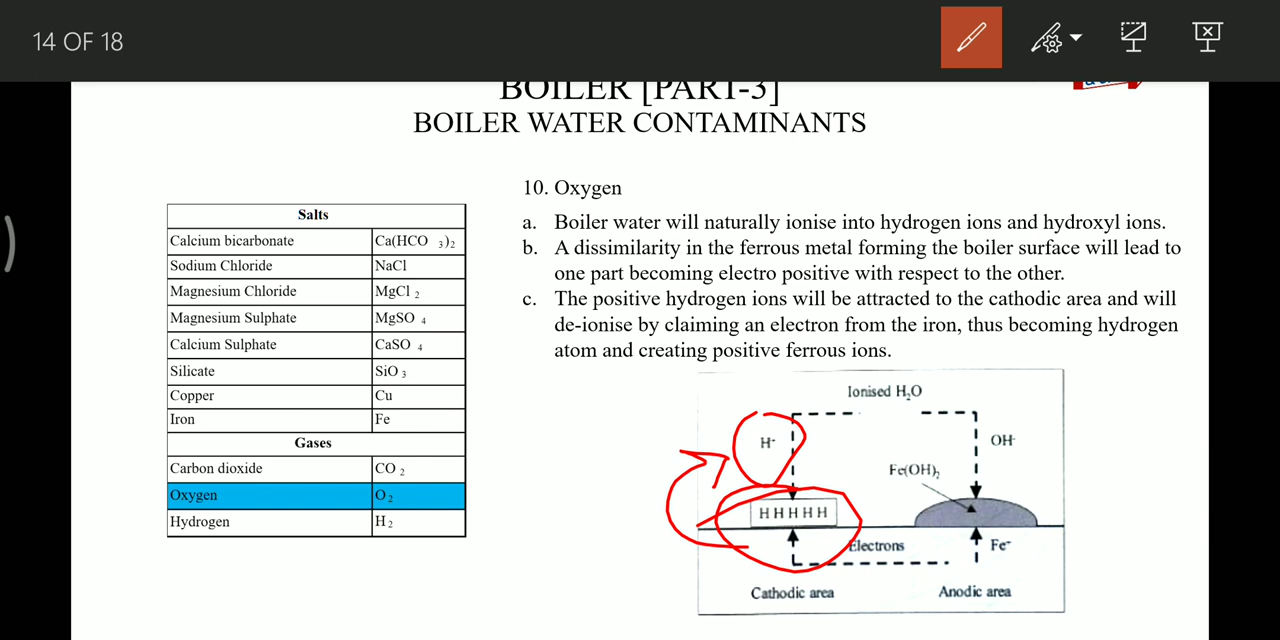 14 OF 18
BOILER [PART-3]
BOILER WATER CONTAMINANTS
Salts
Calcium bicarbonate Ca(HCO 3)2
Sodium Chloride NaCl
Magnesium Chloride MgCl 2
Magnesium Sulphate MgSO 4
Calcium Sulphate CaSO 4
Silicate SiO 3
Copper Cu
Iron Fe
Gases
Carbon dioxide CO 2
Oxygen O 2
Hydrogen H 2
10. Oxygen
a. Boiler water will naturally ionise into hydrogen ions and hydroxyl ions.
b. A dissimilarity in the ferrous metal forming the boiler surface will lead to
one part becoming electro positive with respect to the other.
c. The positive hydrogen ions will be attracted to the cathodic area and will
de-ionise by claiming an electron from the iron, thus becoming hydrogen
atom and creating positive ferrous ions.
Ionised H2O
H-
OH-
Fe(OH)2
H H H H H
Electrons
Fe-
Cathodic area
Anodic area